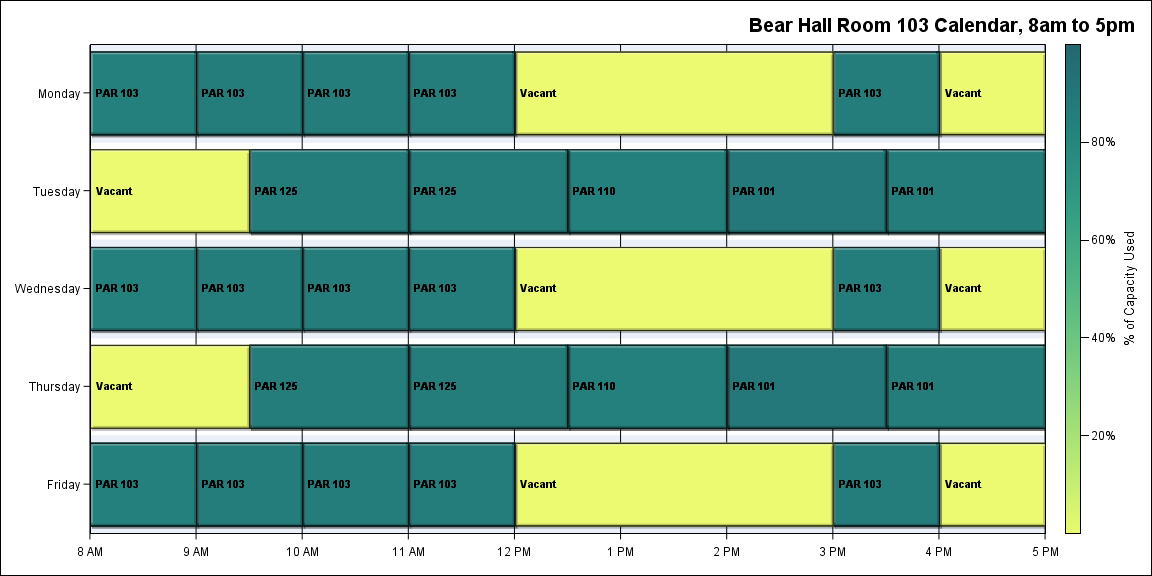 Bear Hall Room 103 Calendar, 8am to 5pm
Monday PAR 103 PAR 103 PAR 103 PAR 103 Vacant PAR 103 Vacant
80%
Tuesday Vacant PAR 125 PAR 125 PAR 110 PAR 101 PAR 101
60%
Wednesday PAR 103 PAR 103 PAR 103 PAR 103 Vacant PAR 103 Vacant
% of Capacity Used
40%
Thursday Vacant PAR 125 PAR 125 PAR 110 PAR 101 PAR 101
20%
Friday PAR 103 PAR 103 PAR 103 PAR 103 Vacant PAR 103 Vacant
8 AM 9 AM 10 AM 11 AM 12 PM 1 PM 2 PM 3 PM 4 PM 5 PM